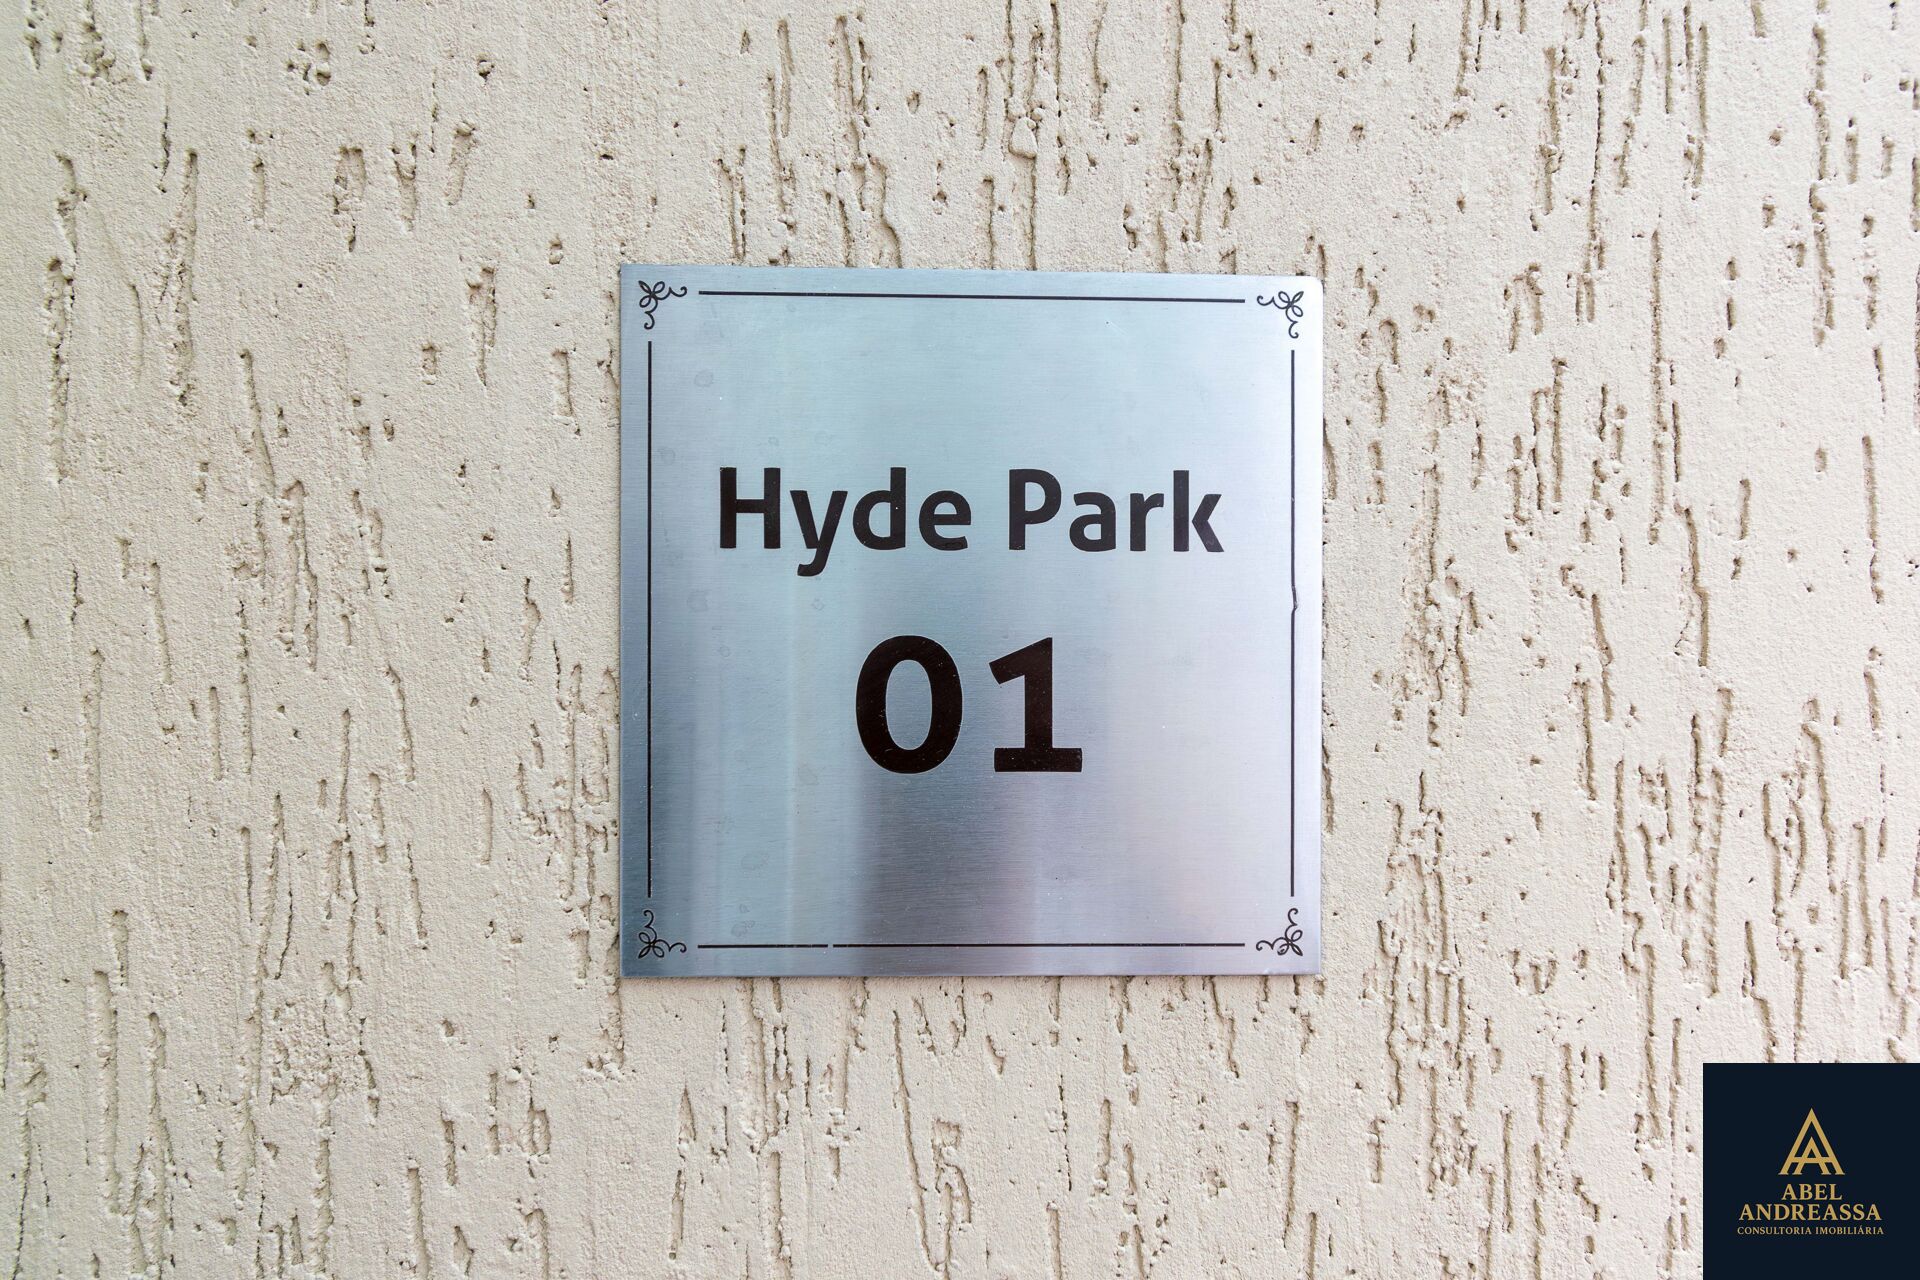 Hyde Park
01
ABEL
ANDREASSA
CONSULTORIA IMOBILIÁRIA